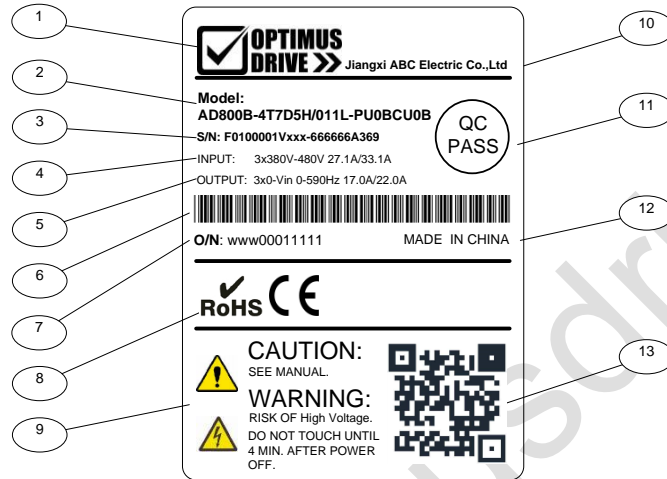 1
2
3
4
5
6
7
8
9
10
11
12
13
OPTIMUS
DRIVE
Jiangxi ABC Electric Co.,Ltd
Model:
AD800B-4T7D5H/011L-PU0BCU0B
S/N: F0100001Vxxx-666666A369
QC
PASS
INPUT: 3x380V-480V 27.1A/33.1A
OUTPUT: 3x0-Vin 0-590Hz 17.0A/22.0A
O/N: www00011111 MADE IN CHINA
RoHS CE
CAUTION:
SEE MANUAL.
WARNING:
RISK OF High Voltage.
DO NOT TOUCH UNTIL
4 MIN. AFTER POWER
OFF.